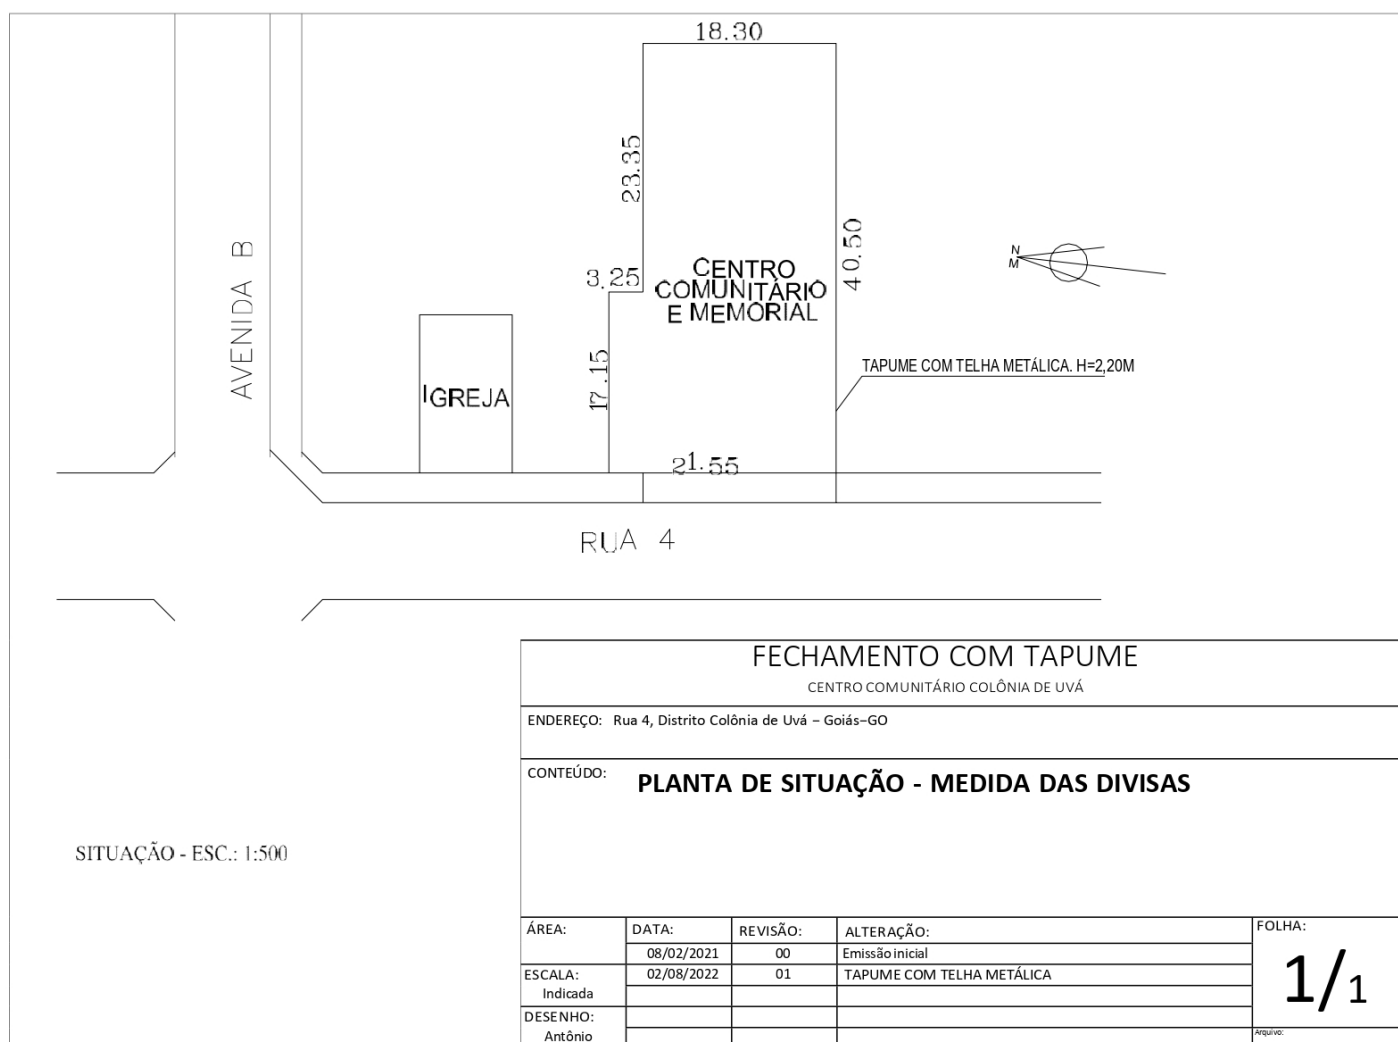 18.30
23.35
AVENIDA B
40.50
N
M
CENTRO
COMUNITÁRIO
E MEMORIAL
3.25
17.15
TAPUME COM TELHA METÁLICA. H=2,20M
IGREJA
21.55
RUA 4
FECHAMENTO COM TAPUME
CENTRO COMUNITÁRIO COLÔNIA DE UVÁ
ENDEREÇO: Rua 4, Distrito Colônia de Uvá – Goiás–GO
CONTEÚDO: PLANTA DE SITUAÇÃO - MEDIDA DAS DIVISAS
SITUAÇÃO - ESC.: 1:500
ÁREA: DATA: REVISÃO: ALTERAÇÃO: FOLHA:
08/02/2021 00 Emissão inicial
ESCALA: 02/08/2022 01 TAPUME COM TELHA METÁLICA
Indicada
1/1
DESENHO:
Antônio
Arquivo: